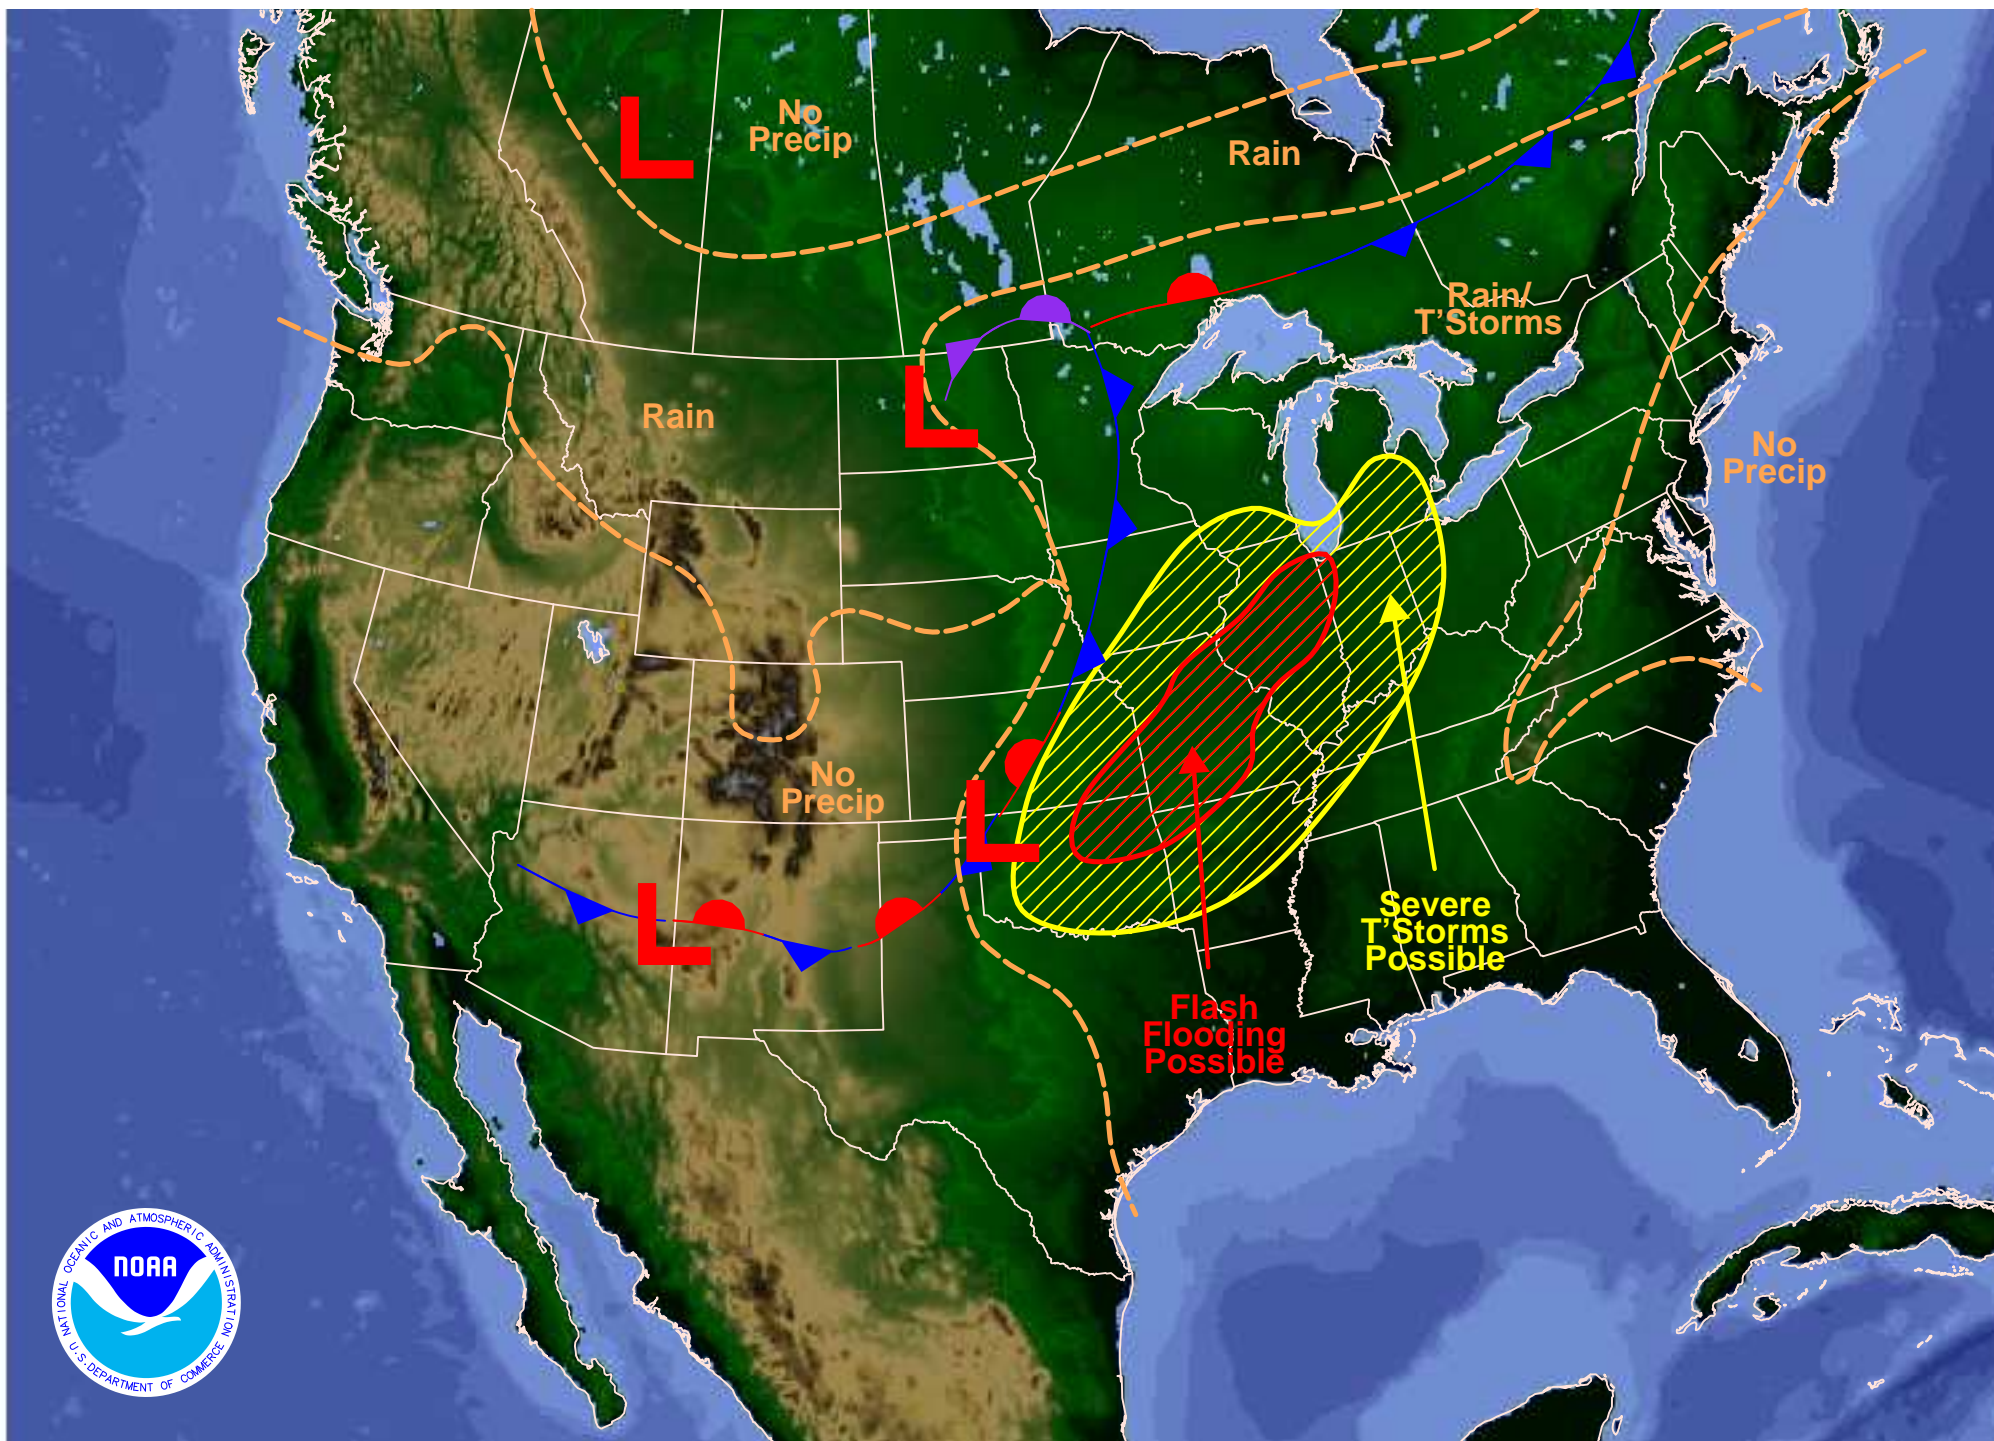 No
Precip
L
Rain
Rain/
T'Storms
Rain
L
No
Precip
No
Precip
L
L
Severe
T'Storms
Possible
Flash
Flooding
Possible
NATIONAL OCEANIC AND ATMOSPHERIC ADMINISTRATION
NOAA
U.S. DEPARTMENT OF COMMERCE